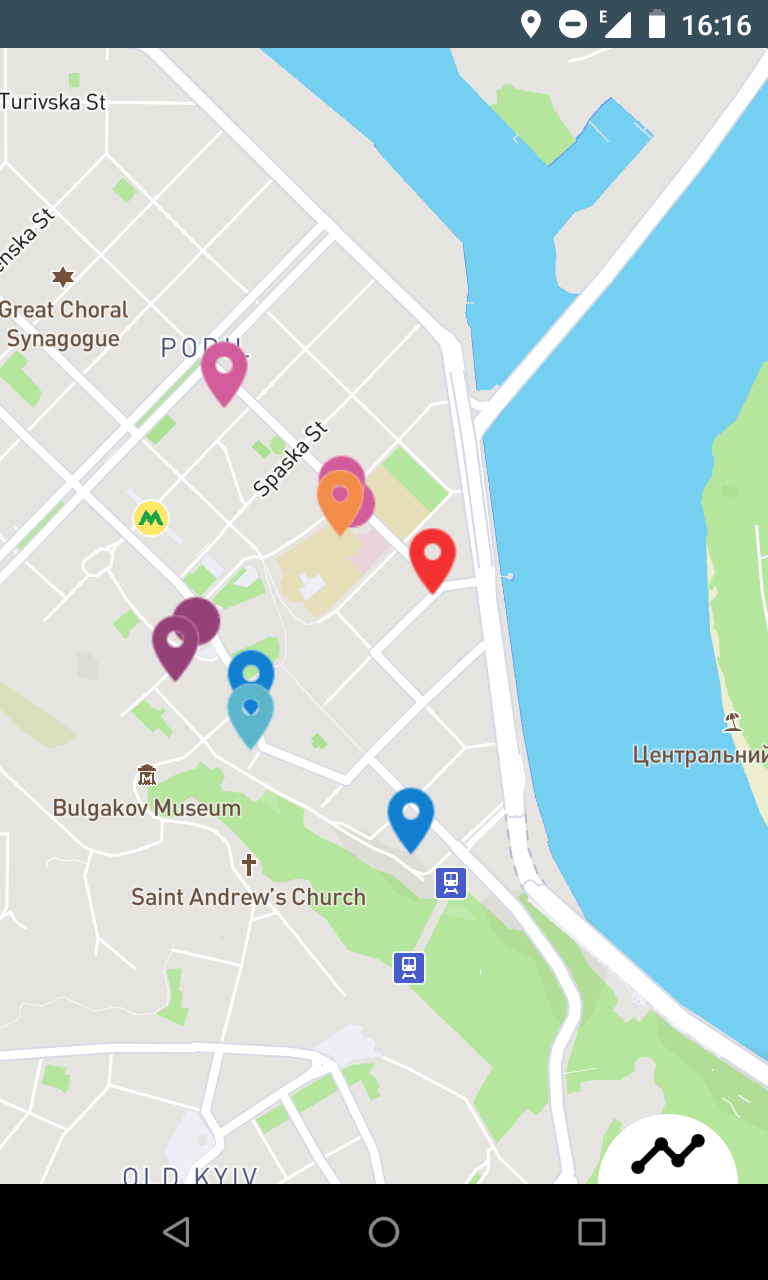 E
16:16
Turivska St
enska St
Great Choral
Synagogue
PODIL
Spaska St
M
Центральний
Bulgakov Museum
Saint Andrew's Church
OLD KYIV